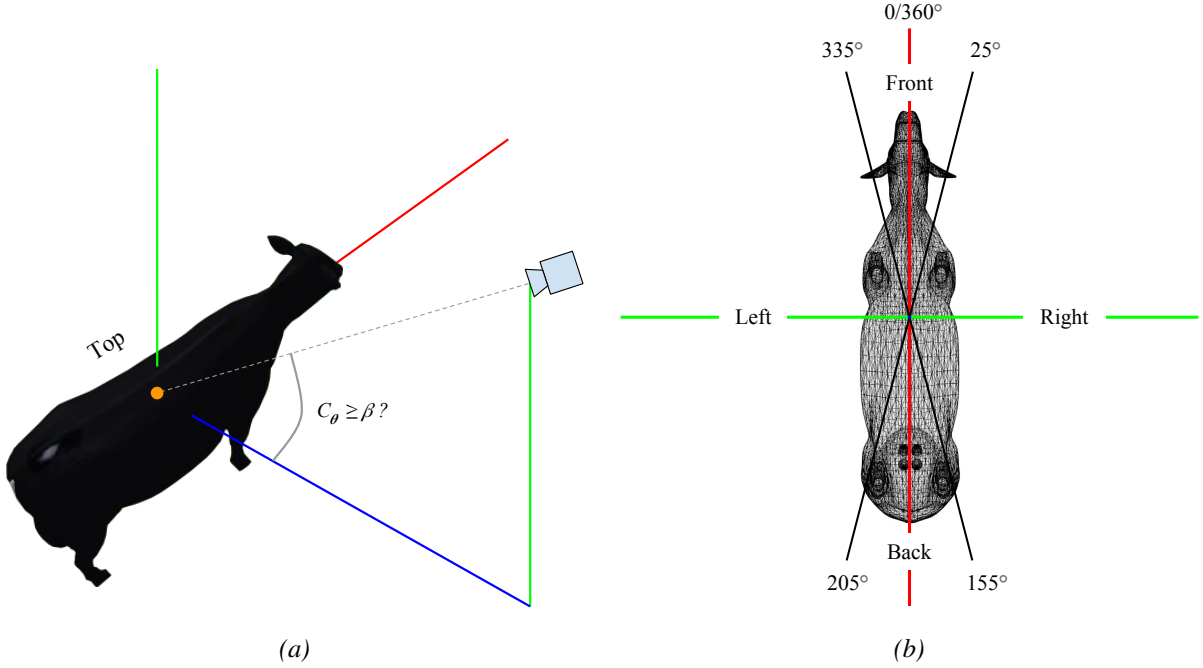 Top
C_θ ≥ β ?
(a)
0/360°
335° 25°
Front
Left Right
Back
205° 155°
(b)